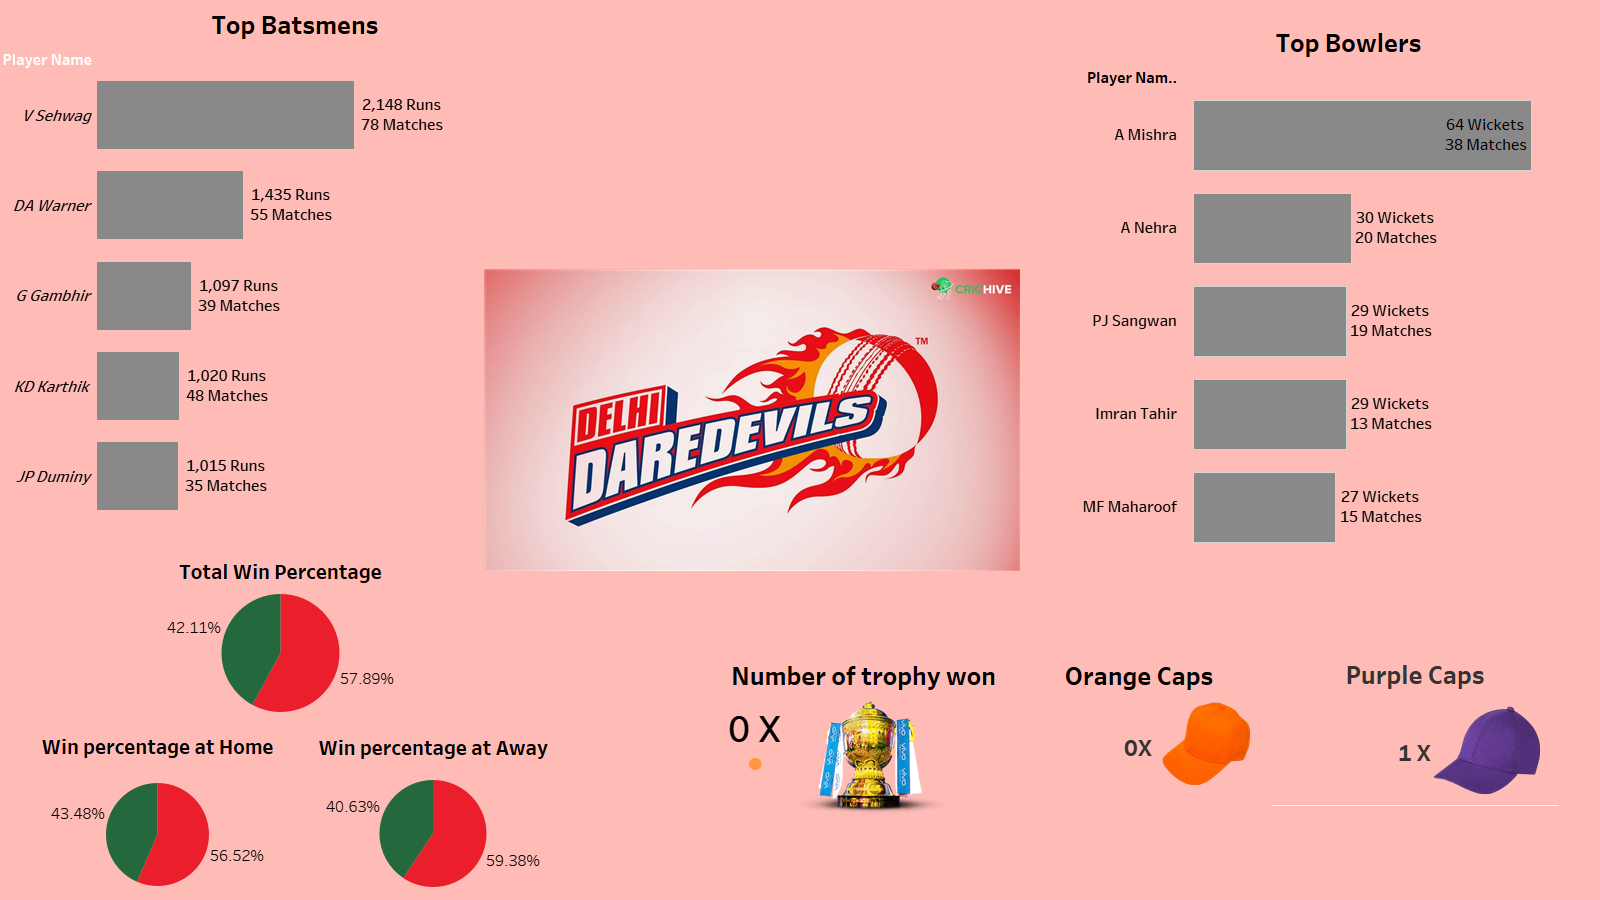 Top Batsmens
Player Name
V Sehwag
2,148 Runs
78 Matches
DA Warner
1,435 Runs
55 Matches
G Gambhir
1,097 Runs
39 Matches
KD Karthik
1,020 Runs
48 Matches
JP Duminy
1,015 Runs
35 Matches
Top Bowlers
Player Nam..
A Mishra
64 Wickets
38 Matches
A Nehra
30 Wickets
20 Matches
PJ Sangwan
29 Wickets
19 Matches
Imran Tahir
29 Wickets
13 Matches
MF Maharoof
27 Wickets
15 Matches
CRICHIVE
TM
DELHI
DAREDEVILS
Total Win Percentage
42.11%
57.89%
Win percentage at Home
43.48%
56.52%
Win percentage at Away
40.63%
59.38%
Number of trophy won
0 X
VIVO VIVO VIVO
VIVO VIVO
Orange Caps
0X
Purple Caps
1 X